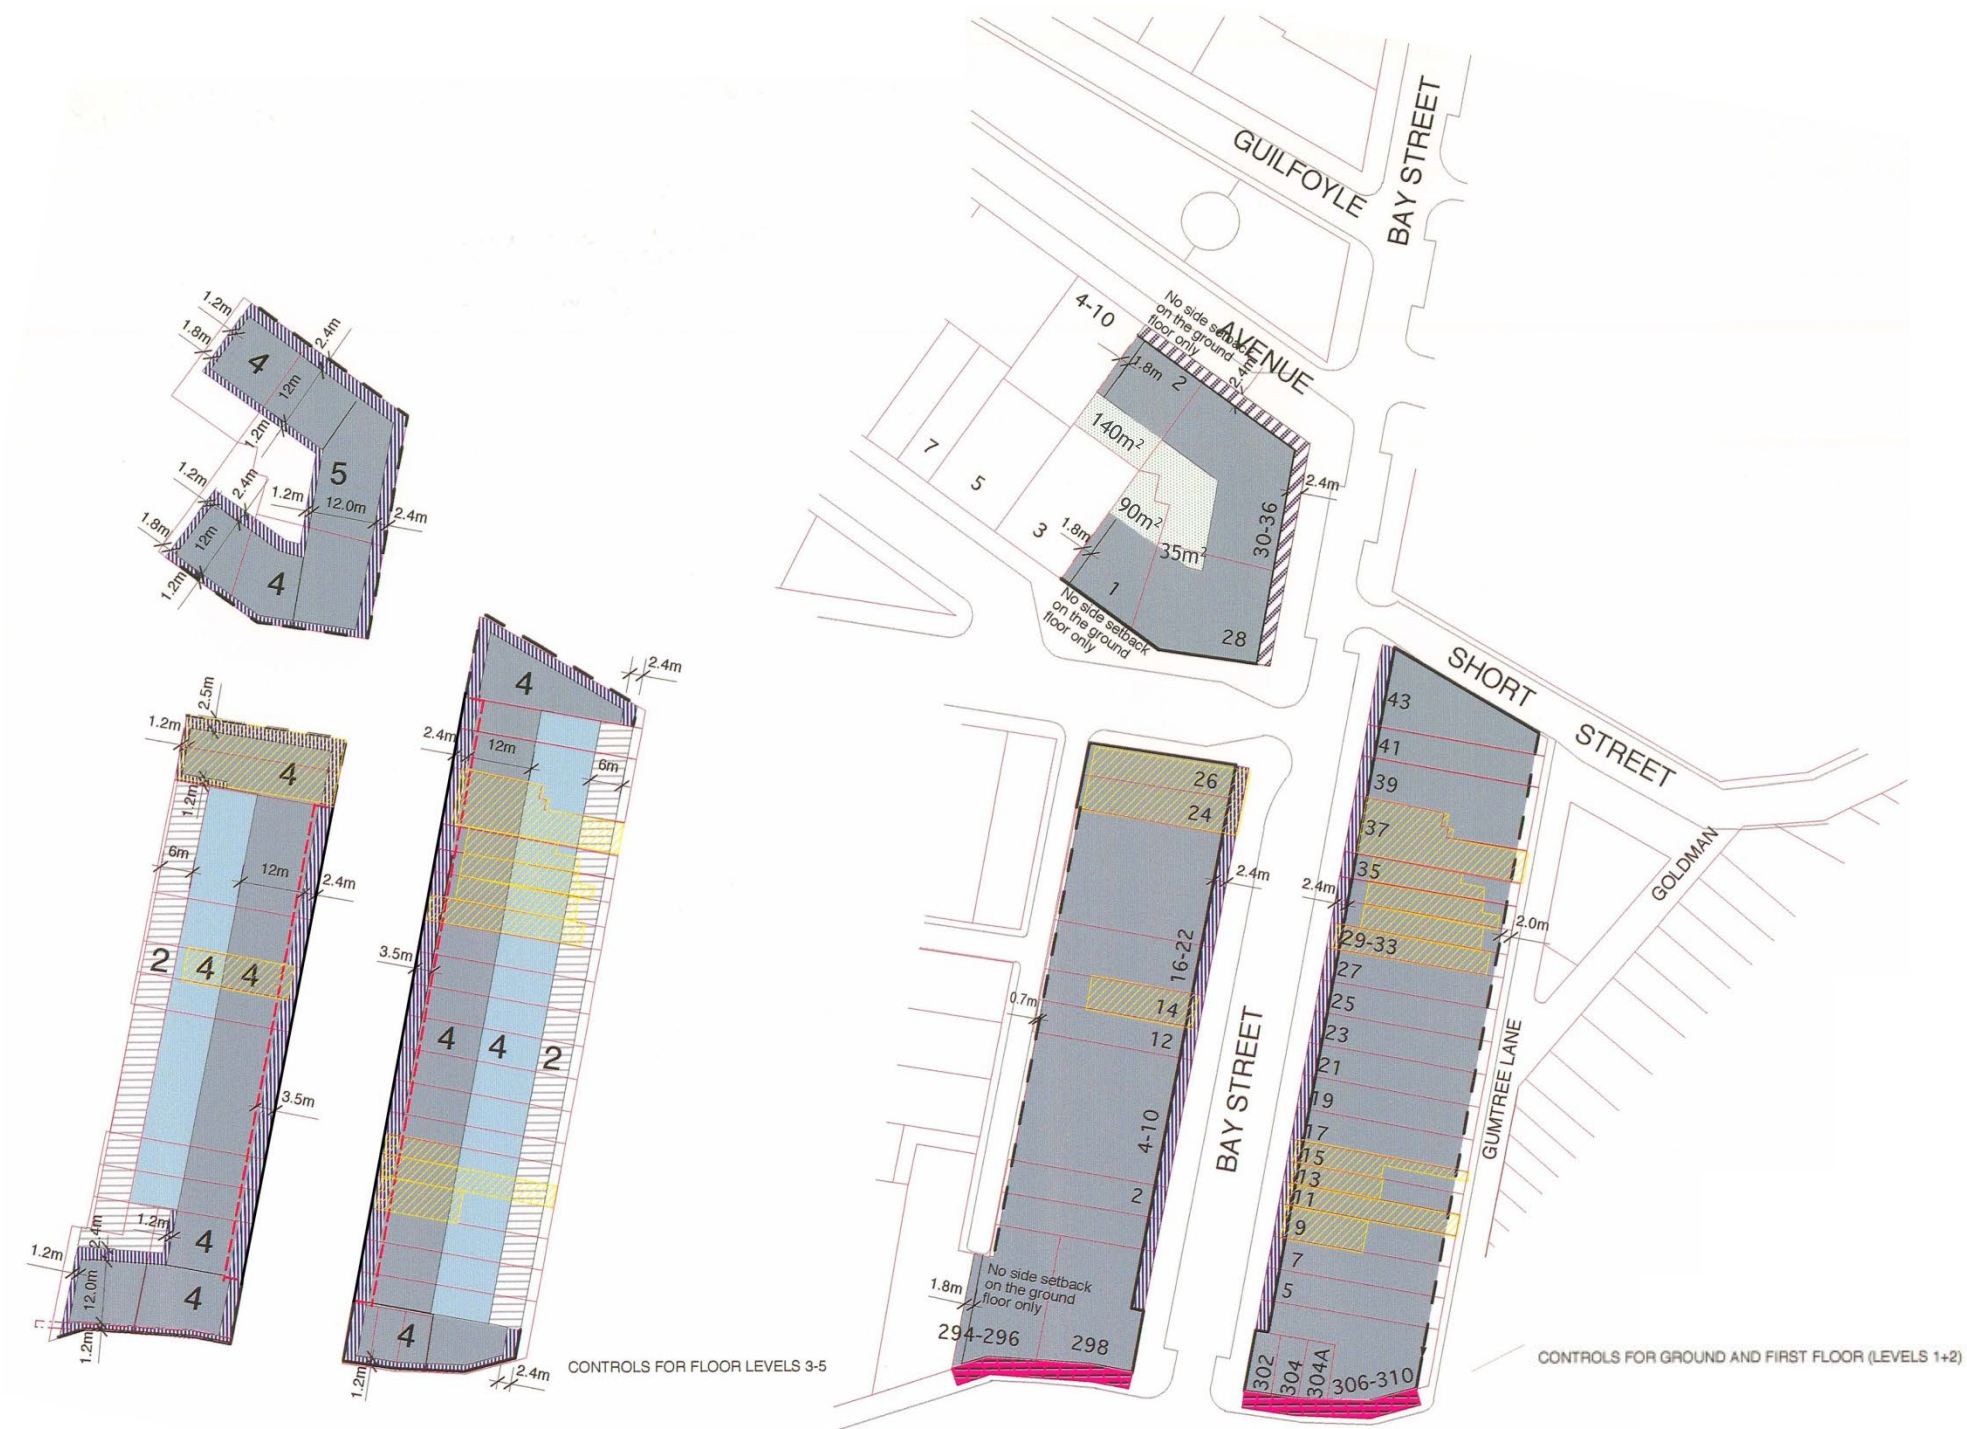 1.2m
1.8m
2.4m
4
12m
1.2m
5
1.2m
2.4m
1.2m
12.0m
2.4m
1.8m
12m
1.2m
4
2.5m
1.2m
4
1.2m
6m
12m
2.4m
2
4
4
3.5m
2.4m
1.2m
4
1.2m
12.0m
4
1.2m
4
2.4m
2.4m
12m
6m
3.5m
4
4
2
4
1.2m
2.4m
CONTROLS FOR FLOOR LEVELS 3-5
GUILFOYLE
AVENUE
BAY STREET
4-10
No side setback
on the ground
floor only
2.4m
1.8m
2
140m²
7
5
3
90m²
35m²
30-36
2.4m
1.8m
1
28
No side setback
on the ground
floor only
SHORT
STREET
GOLDMAN
GUMTREE LANE
BAY STREET
26
24
2.4m
16-22
14
12
0.7m
4-10
2
No side setback
on the ground
floor only
1.8m
294-296
298
43
41
39
37
35
2.4m
2.0m
29-33
27
25
23
21
19
17
15
13
11
9
7
5
302
304
304A
306-310
CONTROLS FOR GROUND AND FIRST FLOOR (LEVELS 1+2)